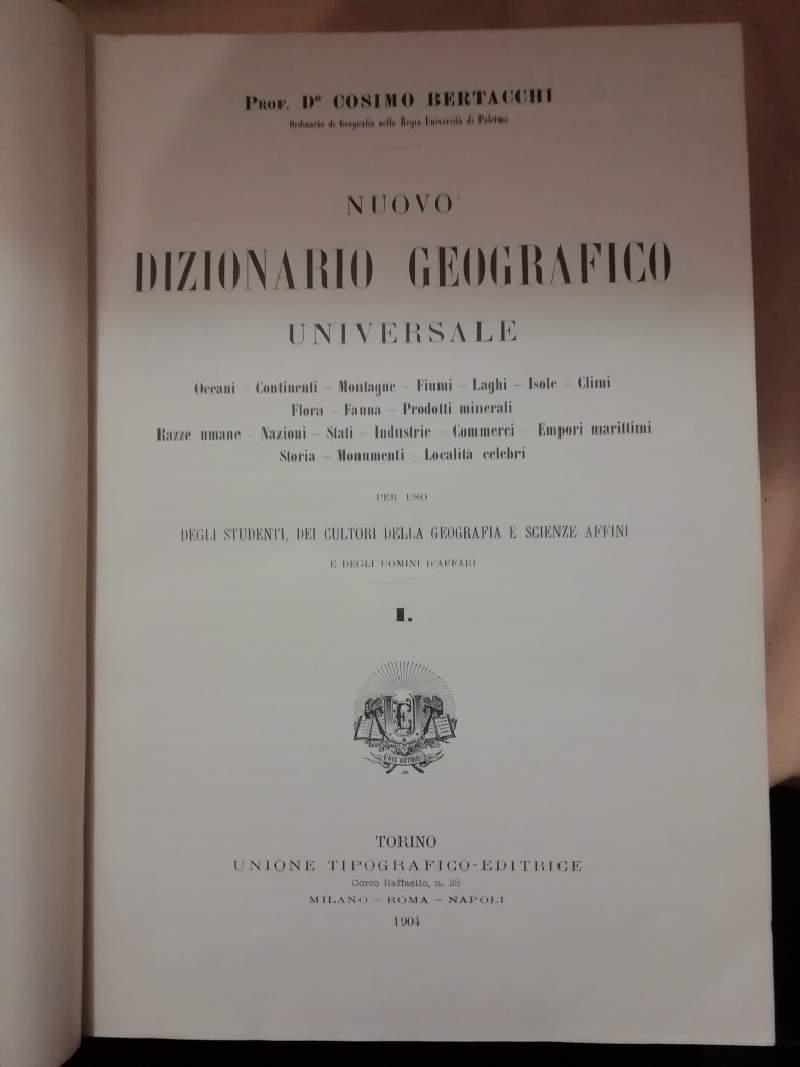 Prof. Dr COSIMO BERTACCHI
Ordinario di Geografia nella Regia Università di Palermo
NUOVO
DIZIONARIO GEOGRAFICO
UNIVERSALE
Oceani – Continenti – Montagne – Fiumi – Laghi – Isole – Climi
Flora – Fauna – Prodotti minerali
Razze umane – Nazioni – Stati – Industrie – Commerci – Empori marittimi
Storia – Monumenti – Località celebri
PER USO
DEGLI STUDENTI, DEI CULTORI DELLA GEOGRAFIA E SCIENZE AFFINI
E DEGLI UOMINI D'AFFARI
I.
HIS ARTIBUS
TORINO
UNIONE TIPOGRAFICO-EDITRICE
Corso Raffaello, n. 28
MILANO – ROMA – NAPOLI
1904